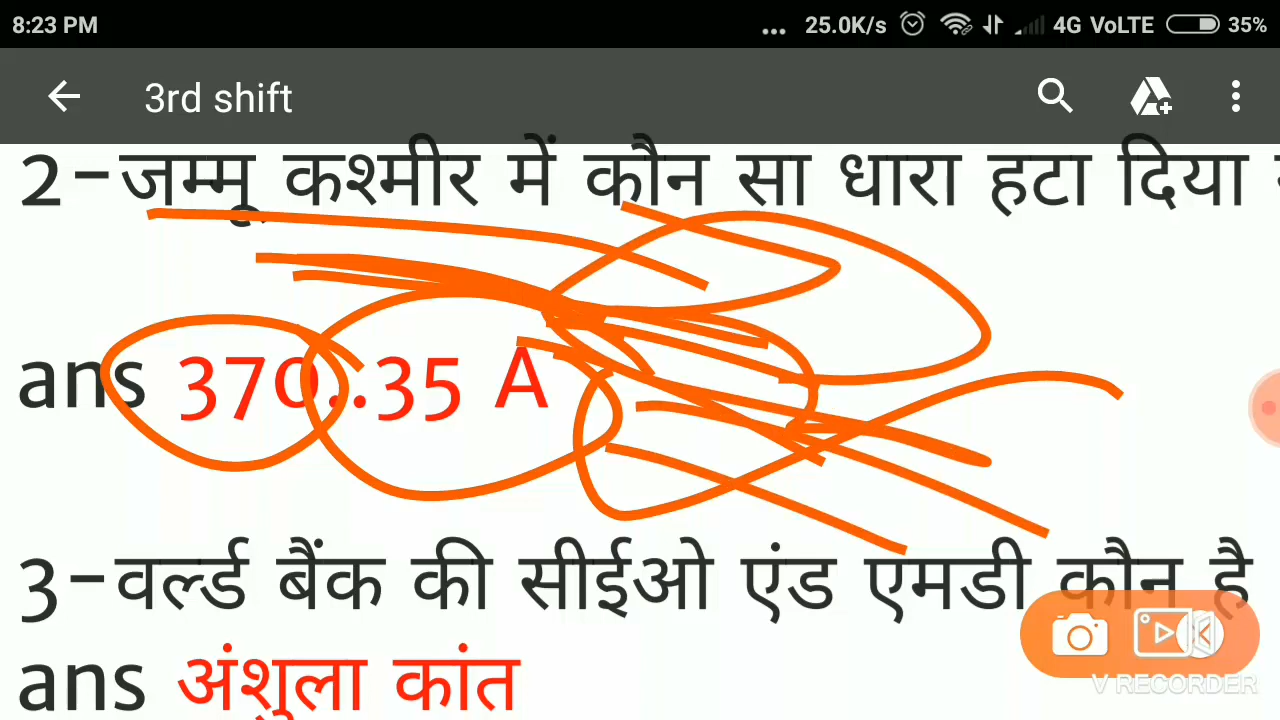 8:23 PM ... 25.0K/s 4G VoLTE 35%
3rd shift
2-जम्मू कश्मीर में कौन सा धारा हटा दिया
ans 370..35 A
3-वर्ल्ड बैंक की सीईओ एंड एमडी कौन है
ans अंशुला कांत
V RECORDER